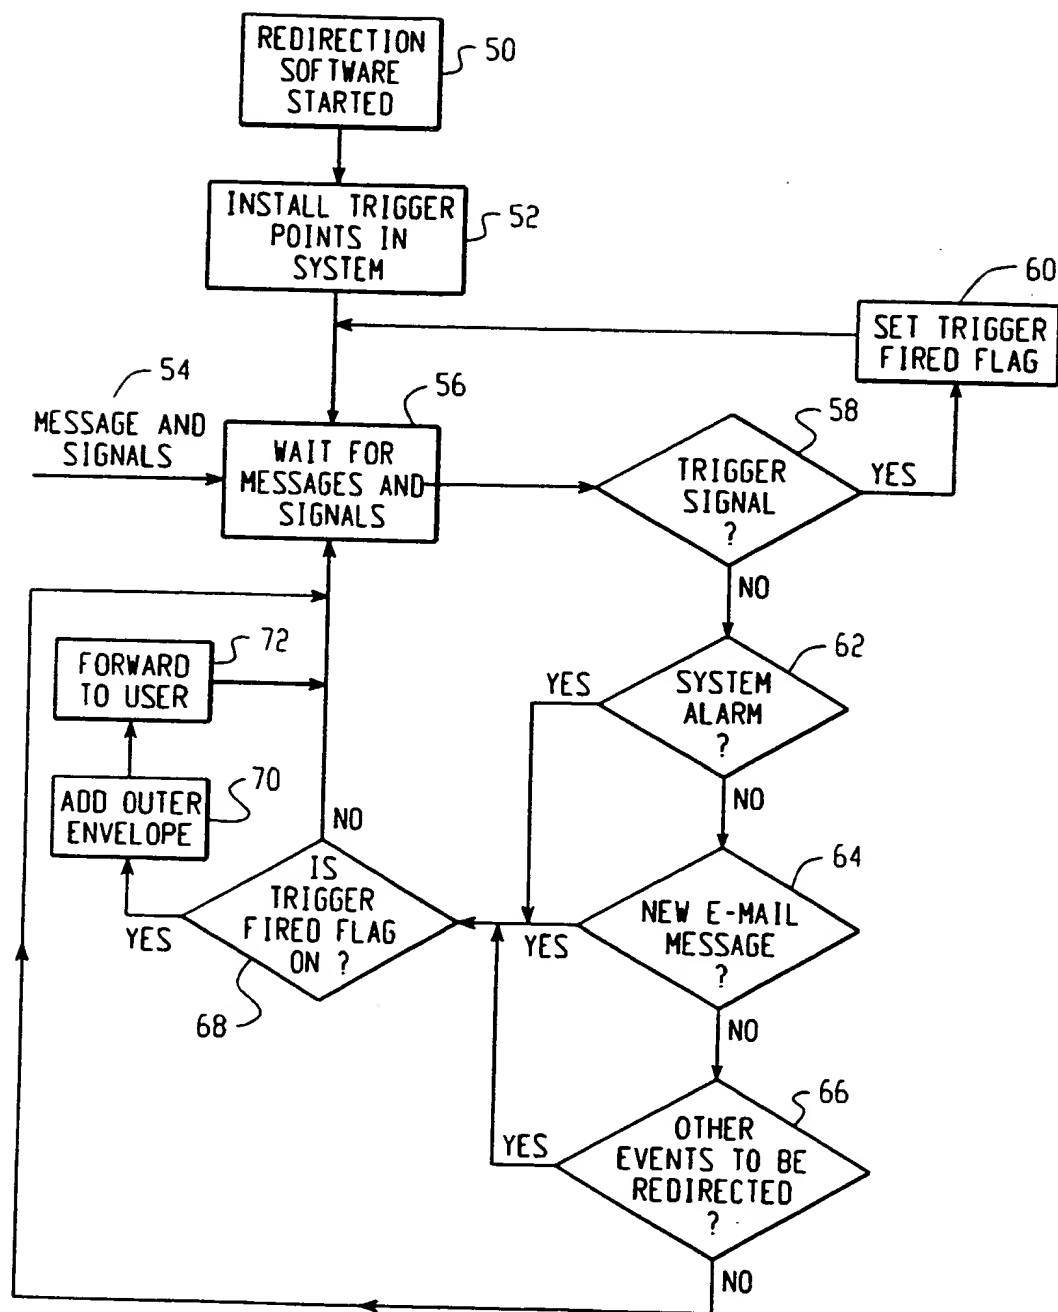 REDIRECTION
SOFTWARE
STARTED
50
INSTALL TRIGGER
POINTS IN
SYSTEM
52
60
SET TRIGGER
FIRED FLAG
54
MESSAGE AND
SIGNALS
56
WAIT FOR
MESSAGES AND
SIGNALS
58
TRIGGER
SIGNAL
?
YES
NO
62
SYSTEM
ALARM
?
YES
NO
72
FORWARD
TO USER
70
ADD OUTER
ENVELOPE
NO
IS
TRIGGER
FIRED FLAG
ON ?
YES
68
64
NEW E-MAIL
MESSAGE
?
YES
NO
66
OTHER
EVENTS TO BE
REDIRECTED
?
YES
NO